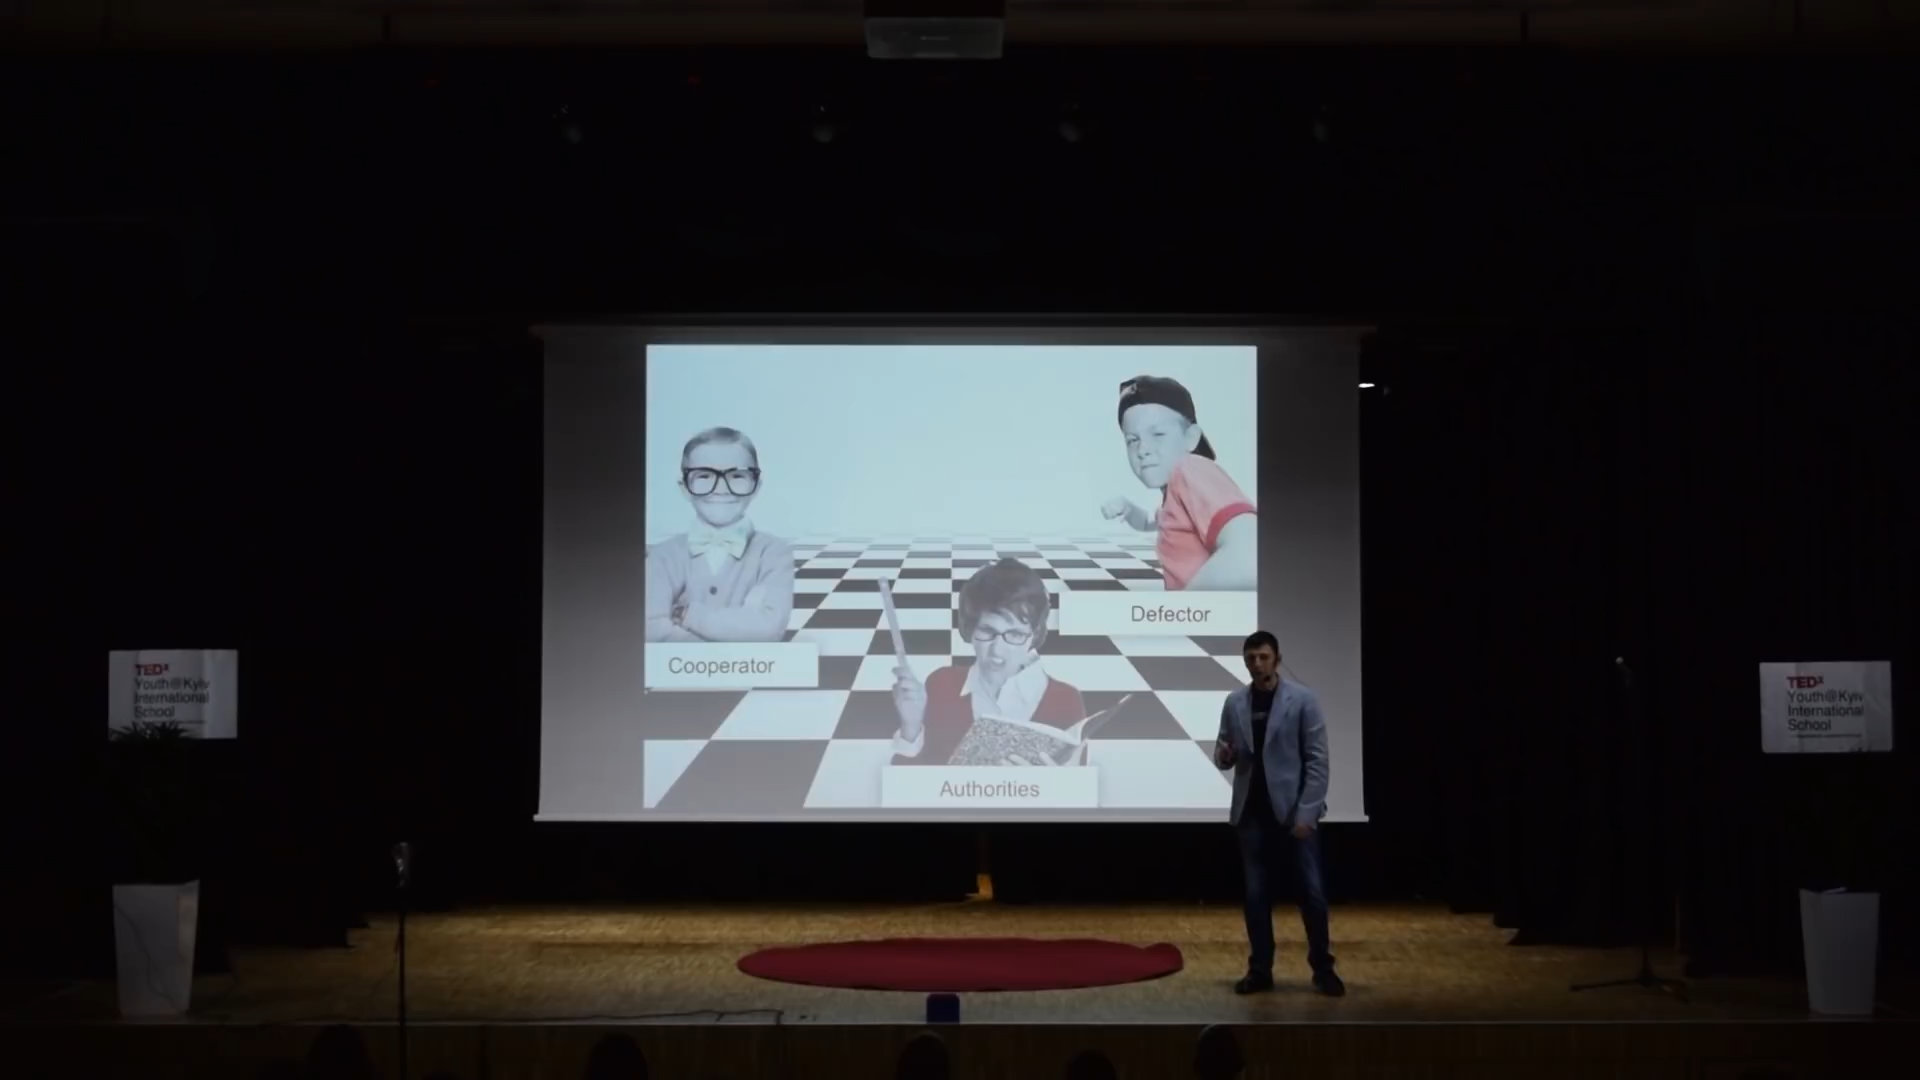 Defector
Cooperator
Authorities
TEDx
Youth@Kyiv
International
School
TEDx
Youth@Kyiv
International
School